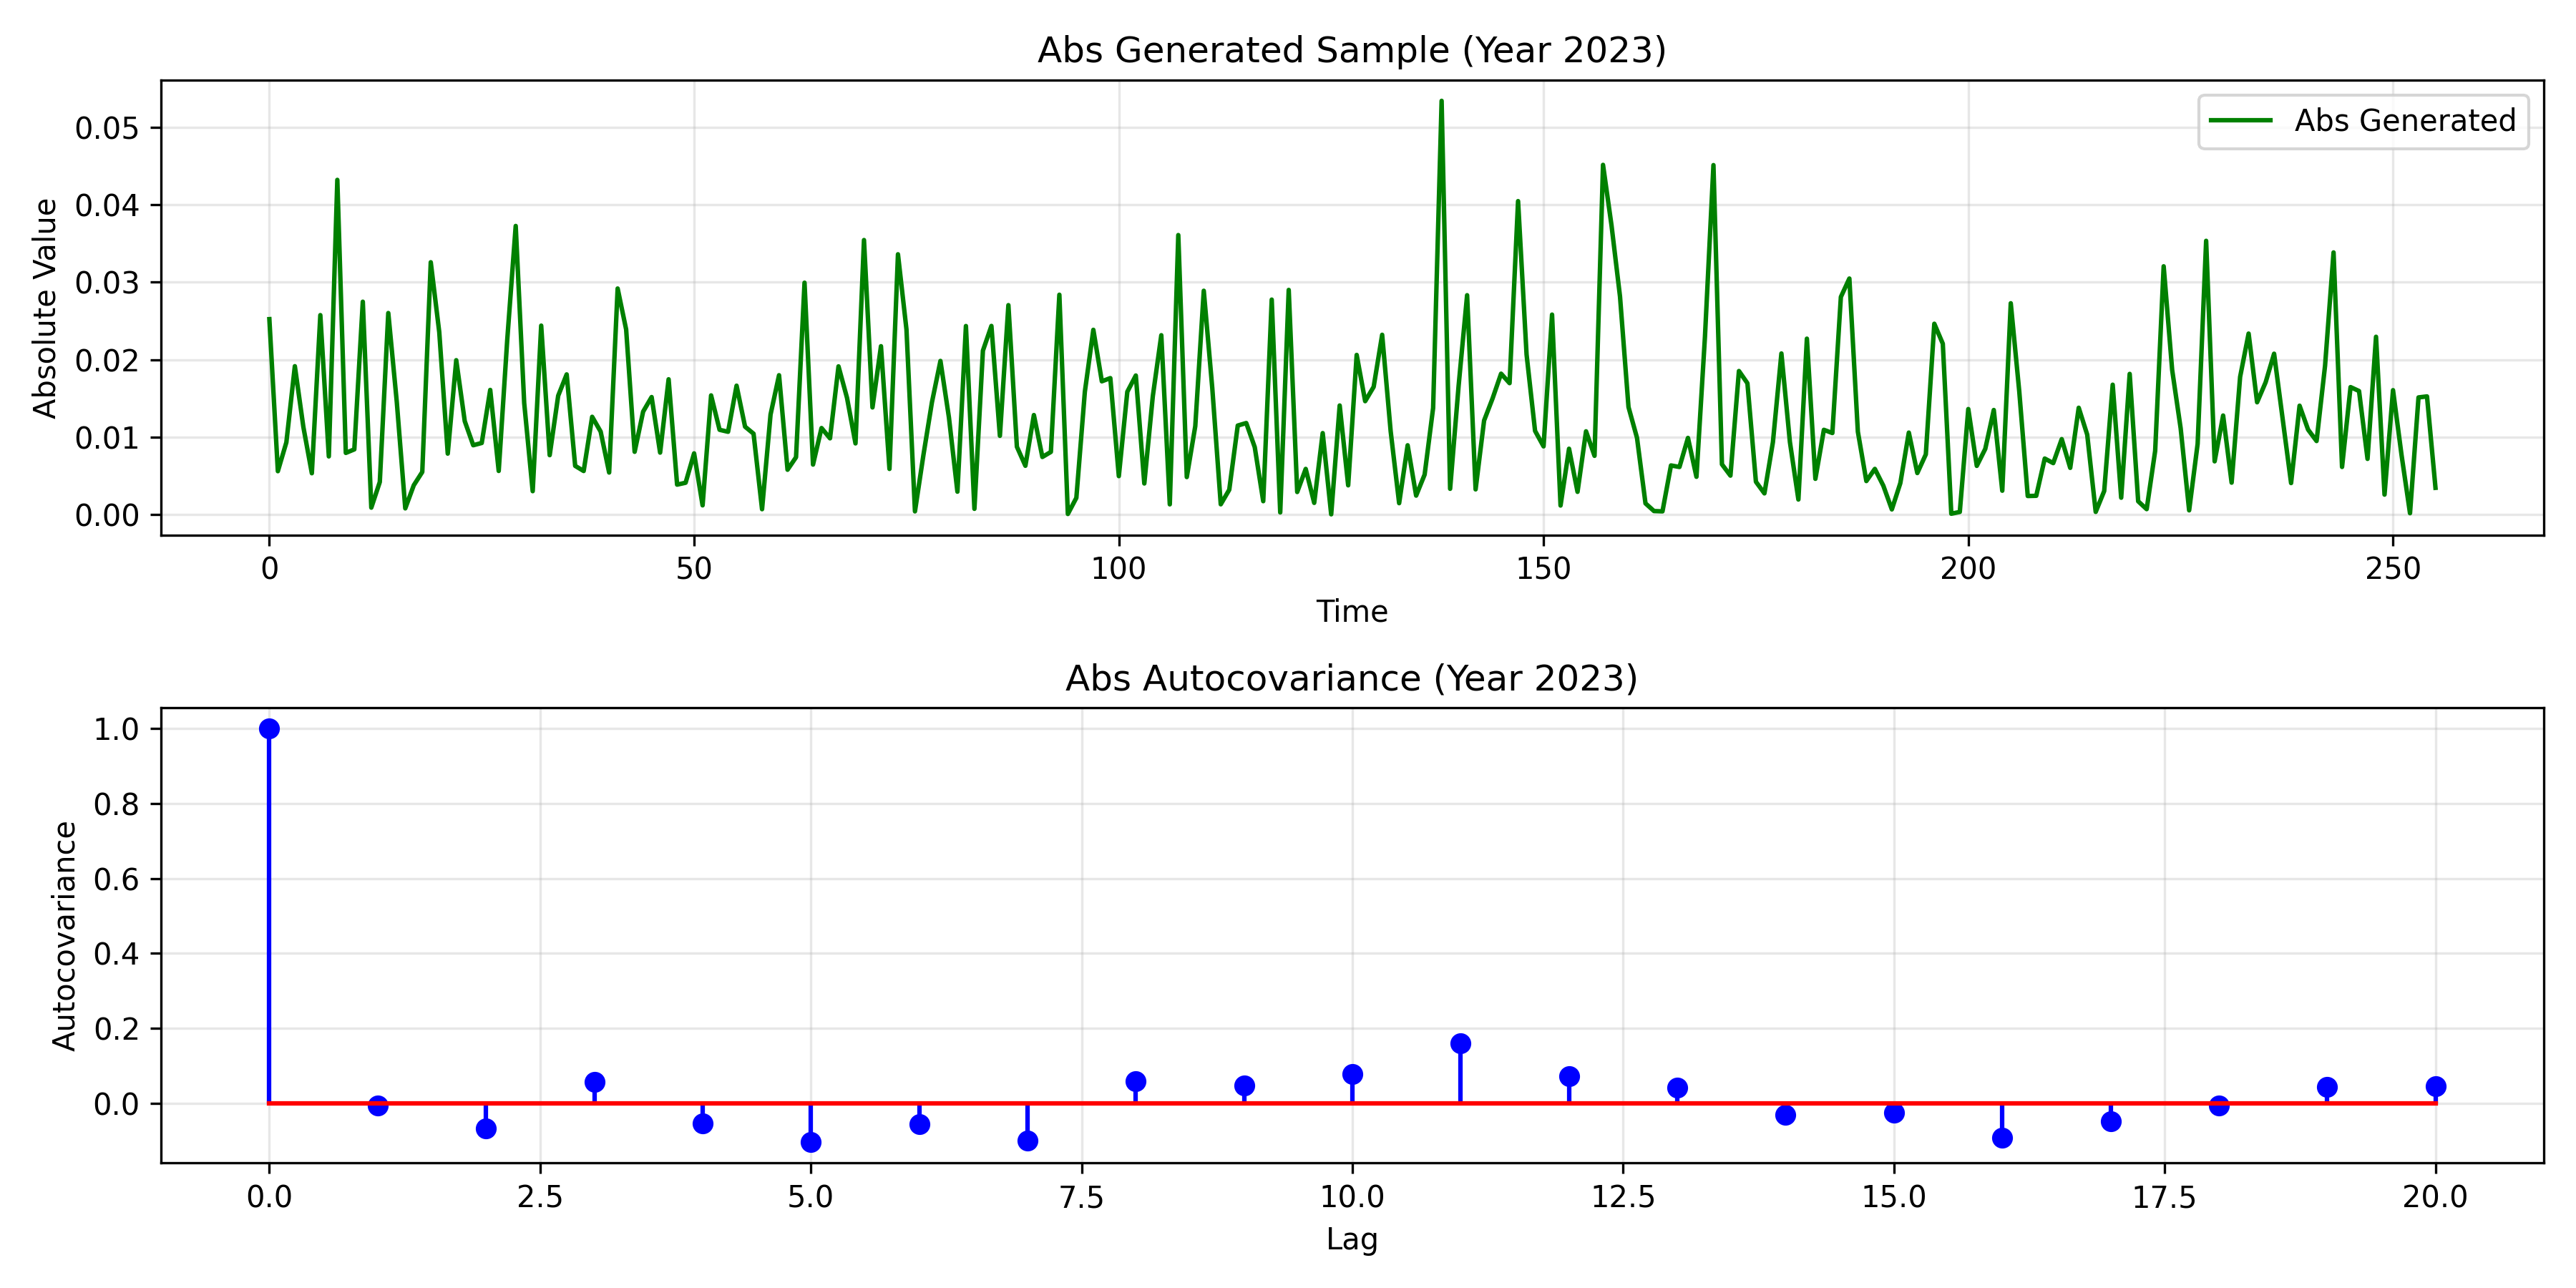 Abs Generated Sample (Year 2023)
Abs Generated
Absolute Value
0.05
0.04
0.03
0.02
0.01
0.00
0 50 100 150 200 250
Time
Abs Autocovariance (Year 2023)
Autocovariance
1.0
0.8
0.6
0.4
0.2
0.0
0.0 2.5 5.0 7.5 10.0 12.5 15.0 17.5 20.0
Lag